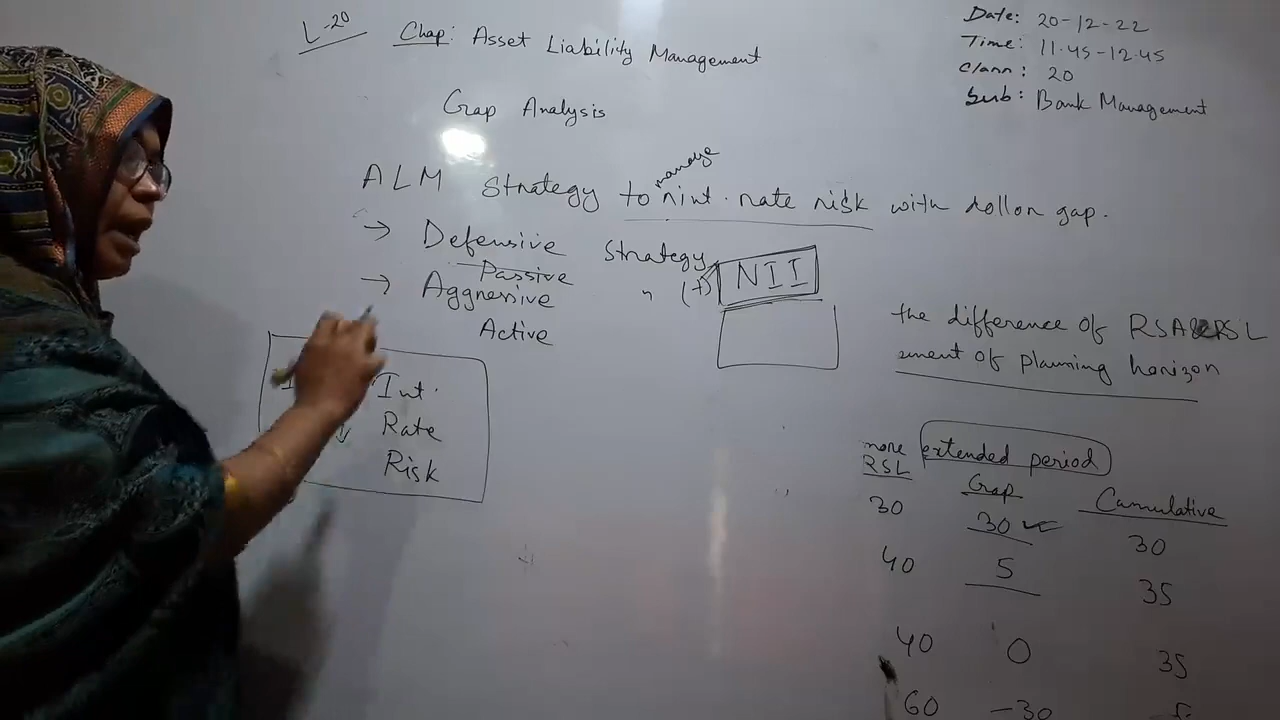 L-20
Chap: Asset Liability Management
Date: 20-12-22
Time: 11.45-12.45
Class: 20
Sub: Bank Management
Gap Analysis
manage
ALM Strategy to int. rate risk with dollar gap.
→ Defensive Strategy
Passive
→ Aggressive " (+) NII
Active
the difference of RSA & RSL
ument of planning horizon
Int.
↓ Rate
Risk
more RSL
extended period
Gap
Cumulative
30 30 30
40 5 35
40 0 35
60 -30 5